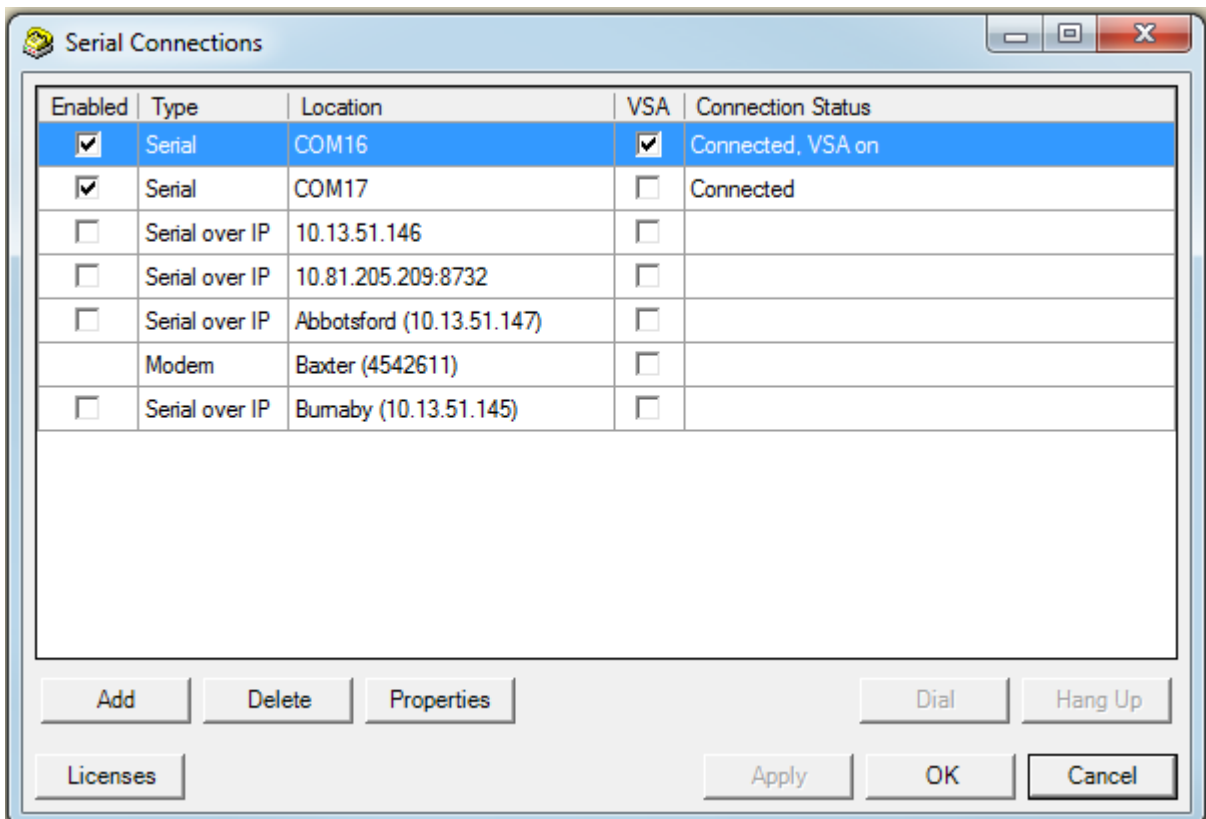 Serial Connections
Enabled Type Location VSA Connection Status
Serial COM16 Connected, VSA on
Serial COM17 Connected
Serial over IP 10.13.51.146
Serial over IP 10.81.205.209:8732
Serial over IP Abbotsford (10.13.51.147)
Modem Baxter (4542611)
Serial over IP Burnaby (10.13.51.145)
Add Delete Properties Dial Hang Up
Licenses Apply OK Cancel